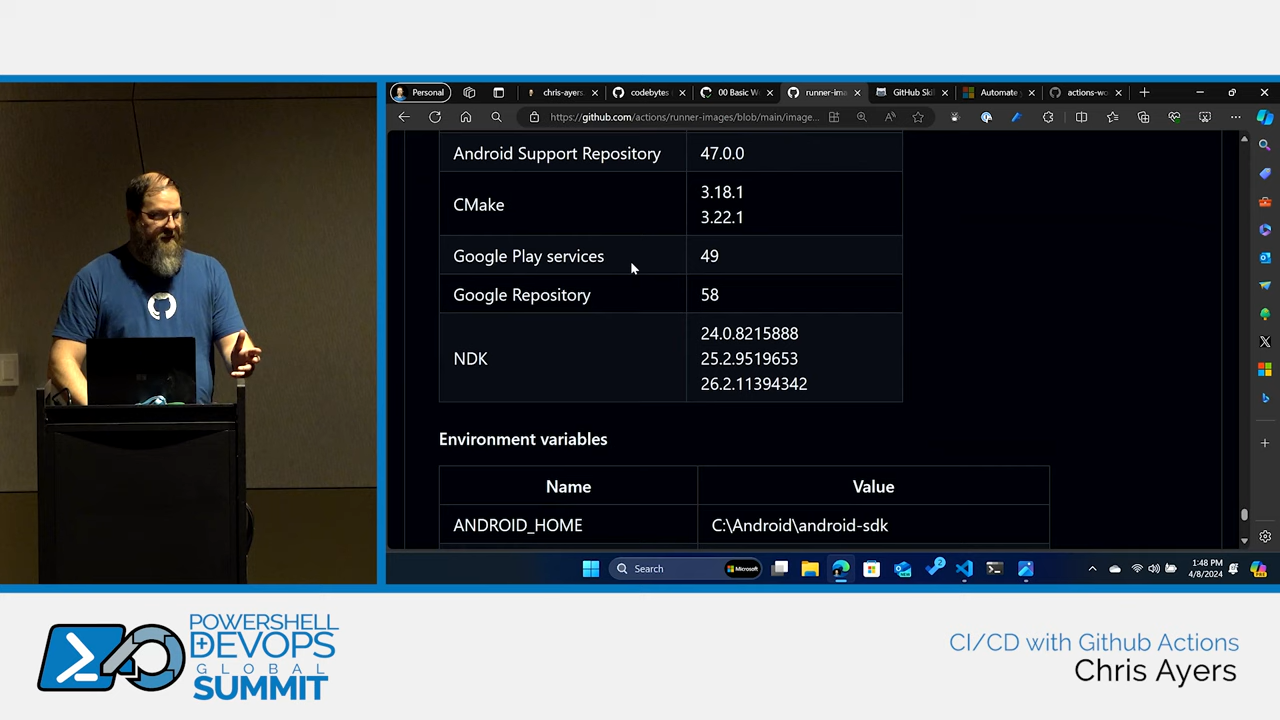 Personal
chris-ayers.
codebytes
00 Basic Wo
runner-ima
GitHub Ski
Automate
actions-wo
https://github.com/actions/runner-images/blob/main/image...
Android Support Repository
47.0.0
CMake
3.18.1
3.22.1
Google Play services
49
Google Repository
58
NDK
24.0.8215888
25.2.9519653
26.2.11394342
Environment variables
Name
Value
ANDROID_HOME
C:\Android\android-sdk
Search
Microsoft
1:48 PM
4/8/2024
POWERSHELL
+DEVOPS
GLOBAL
SUMMIT
CI/CD with Github Actions
Chris Ayers